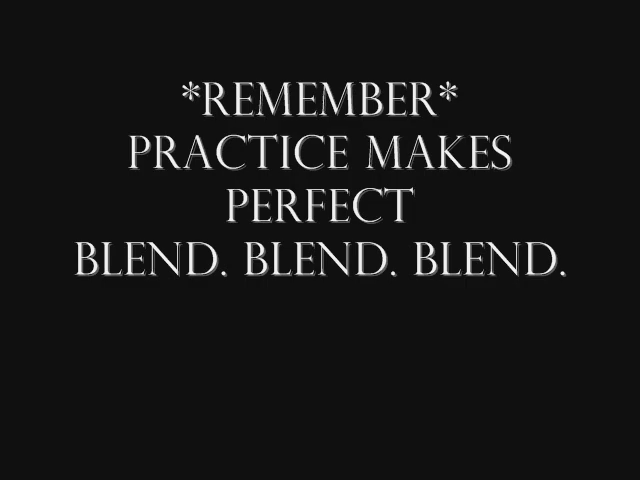 *REMEMBER*
PRACTICE MAKES
PERFECT
BLEND. BLEND. BLEND.